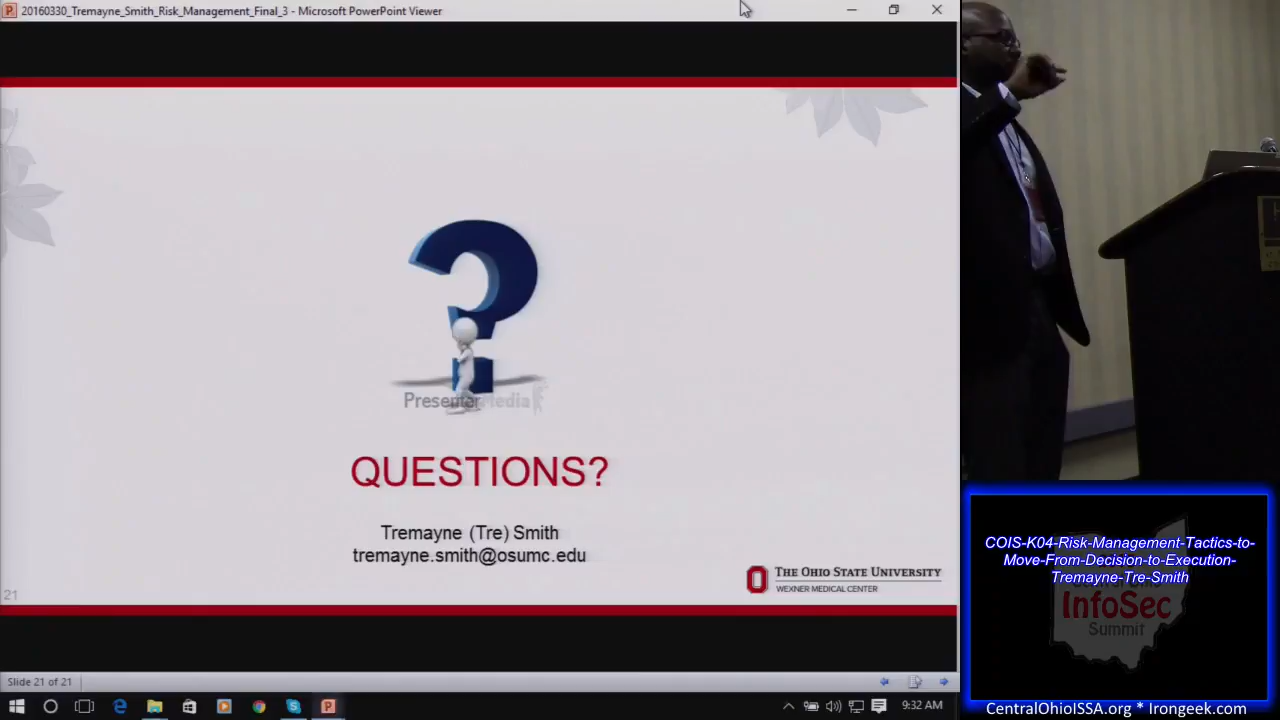 20160330_Tremayne_Smith_Risk_Management_Final_3 - Microsoft PowerPoint Viewer
PresenterMedia
QUESTIONS?
Tremayne (Tre) Smith
tremayne.smith@osumc.edu
THE OHIO STATE UNIVERSITY
WEXNER MEDICAL CENTER
21
Slide 21 of 21
9:32 AM
COIS-K04-Risk-Management-Tactics-to-
Move-From-Decision-to-Execution-
Tremayne-Tre-Smith
InfoSec
Summit
CentralOhioISSA.org * Irongeek.com